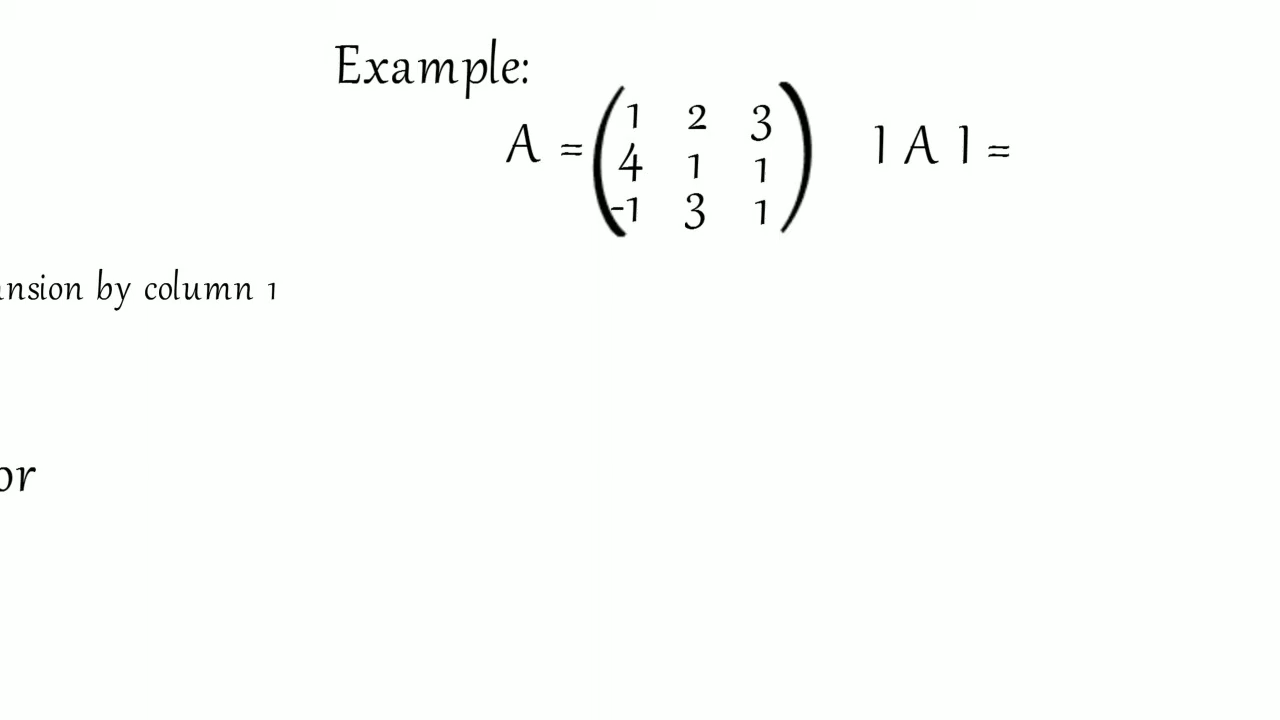 Example:
A = ( 1 2 3 ) | A | =
4 1 1
-1 3 1
nsion by column 1
or